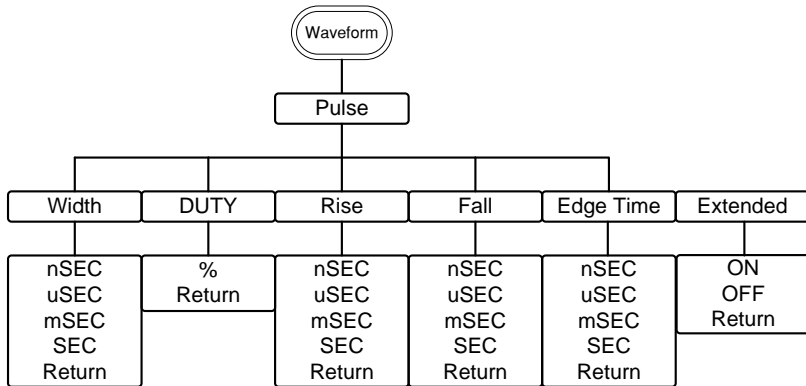 Waveform
Pulse
Width DUTY Rise Fall Edge Time Extended
nSEC
uSEC
mSEC
SEC
Return
%
Return
nSEC
uSEC
mSEC
SEC
Return
nSEC
uSEC
mSEC
SEC
Return
nSEC
uSEC
mSEC
SEC
Return
ON
OFF
Return